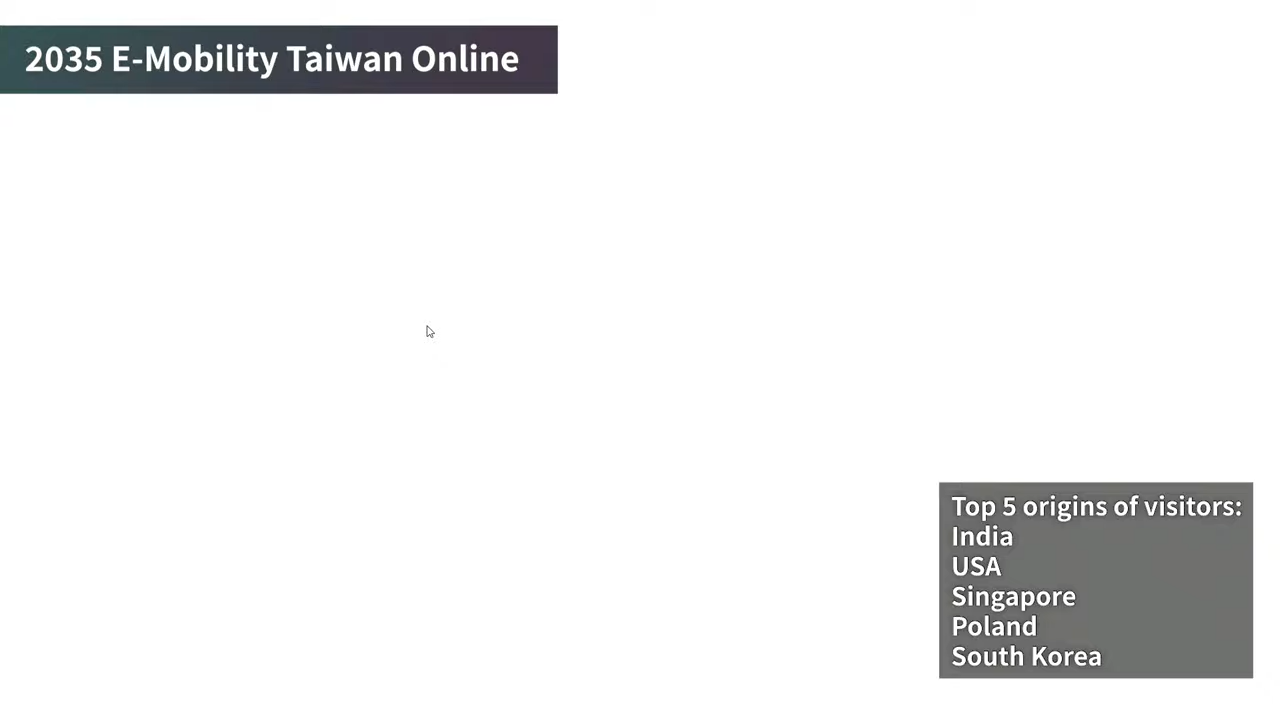 2035 E-Mobility Taiwan Online
Top 5 origins of visitors:
India
USA
Singapore
Poland
South Korea